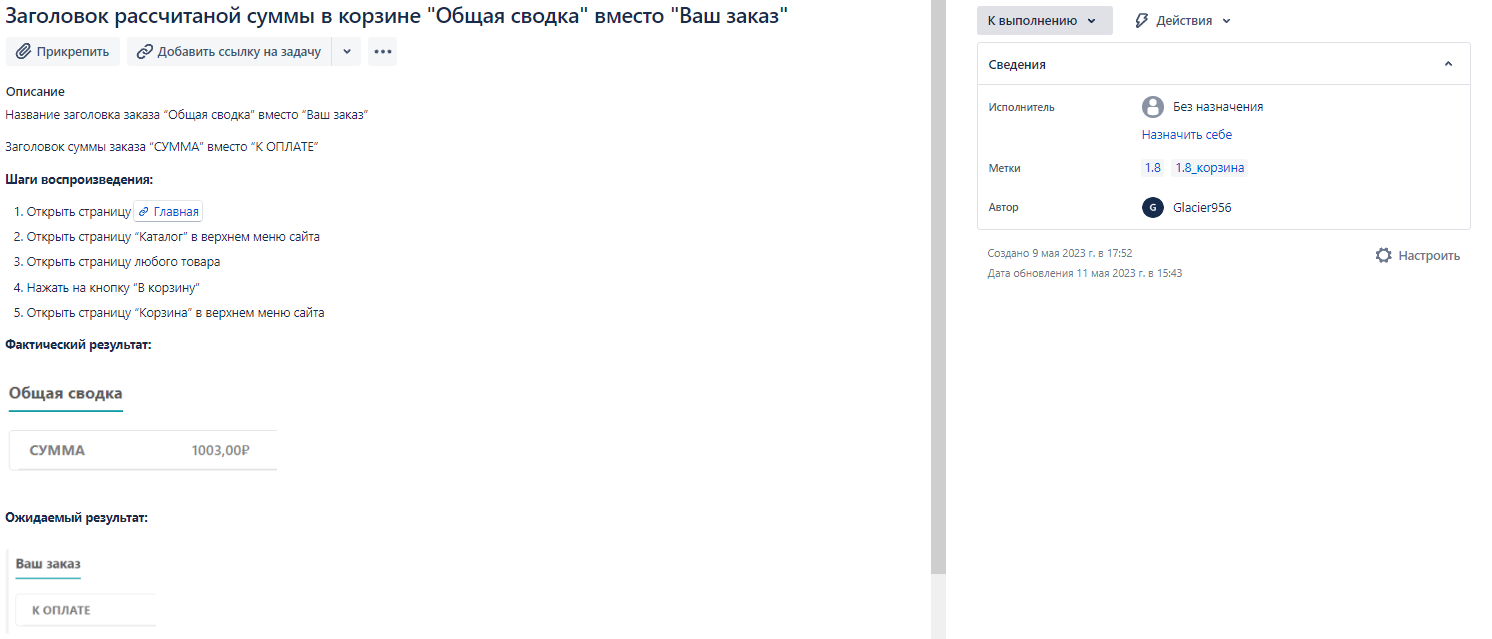 Заголовок рассчитаной суммы в корзине "Общая сводка" вместо "Ваш заказ"
Прикрепить
Добавить ссылку на задачу
Описание
Название заголовка заказа “Общая сводка” вместо “Ваш заказ”
Заголовок суммы заказа “СУММА” вместо “К ОПЛАТЕ”
Шаги воспроизведения:
1. Открыть страницу Главная
2. Открыть страницу “Каталог” в верхнем меню сайта
3. Открыть страницу любого товара
4. Нажать на кнопку “В корзину”
5. Открыть страницу “Корзина” в верхнем меню сайта
Фактический результат:
Общая сводка
СУММА 1003,00₽
Ожидаемый результат:
Ваш заказ
К ОПЛАТЕ
К выполнению
Действия
Сведения
Исполнитель
Без назначения
Назначить себе
Метки
1.8 1.8_корзина
Автор
G Glacier956
Создано 9 мая 2023 г. в 17:52
Дата обновления 11 мая 2023 г. в 15:43
Настроить